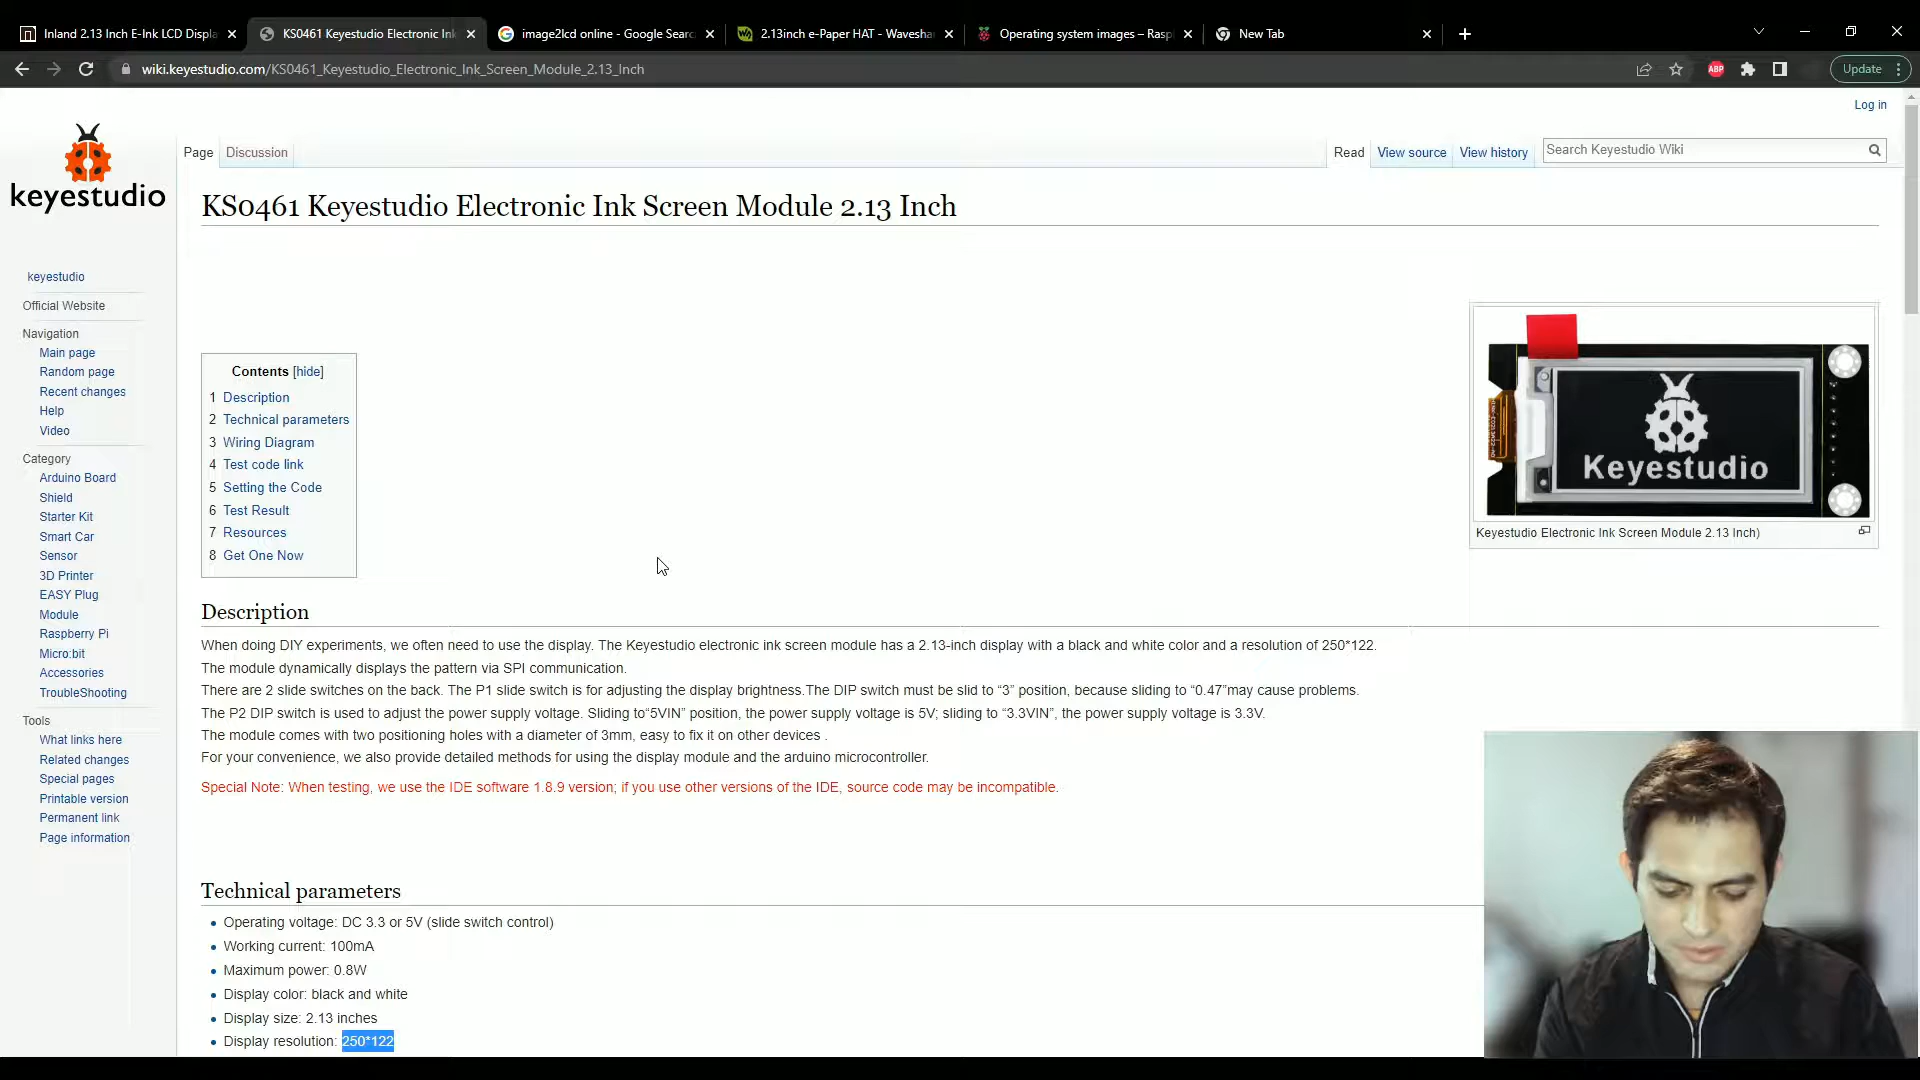 Inland 2.13 Inch E-Ink LCD Displa
KS0461 Keyestudio Electronic Ink
image2lcd online - Google Searc
2.13inch e-Paper HAT - Wavesha
Operating system images – Rasp
New Tab
wiki.keyestudio.com/KS0461_Keyestudio_Electronic_Ink_Screen_Module_2.13_Inch
ABP
Update
Log in
keyestudio
Page
Discussion
Read
View source
View history
Search Keyestudio Wiki
KS0461 Keyestudio Electronic Ink Screen Module 2.13 Inch
keyestudio
Official Website
Navigation
Main page
Random page
Recent changes
Help
Video
Category
Arduino Board
Shield
Starter Kit
Smart Car
Sensor
3D Printer
EASY Plug
Module
Raspberry Pi
Micro:bit
Accessories
TroubleShooting
Tools
What links here
Related changes
Special pages
Printable version
Permanent link
Page information
Contents [hide]
1 Description
2 Technical parameters
3 Wiring Diagram
4 Test code link
5 Setting the Code
6 Test Result
7 Resources
8 Get One Now
Keyestudio
Keyestudio Electronic Ink Screen Module 2.13 Inch)
Description
When doing DIY experiments, we often need to use the display. The Keyestudio electronic ink screen module has a 2.13-inch display with a black and white color and a resolution of 250*122.
The module dynamically displays the pattern via SPI communication.
There are 2 slide switches on the back. The P1 slide switch is for adjusting the display brightness.The DIP switch must be slid to “3” position, because sliding to “0.47”may cause problems.
The P2 DIP switch is used to adjust the power supply voltage. Sliding to“5VIN” position, the power supply voltage is 5V; sliding to “3.3VIN”, the power supply voltage is 3.3V.
The module comes with two positioning holes with a diameter of 3mm, easy to fix it on other devices .
For your convenience, we also provide detailed methods for using the display module and the arduino microcontroller.
Special Note: When testing, we use the IDE software 1.8.9 version; if you use other versions of the IDE, source code may be incompatible.
Technical parameters
Operating voltage: DC 3.3 or 5V (slide switch control)
Working current: 100mA
Maximum power: 0.8W
Display color: black and white
Display size: 2.13 inches
Display resolution: 250*122